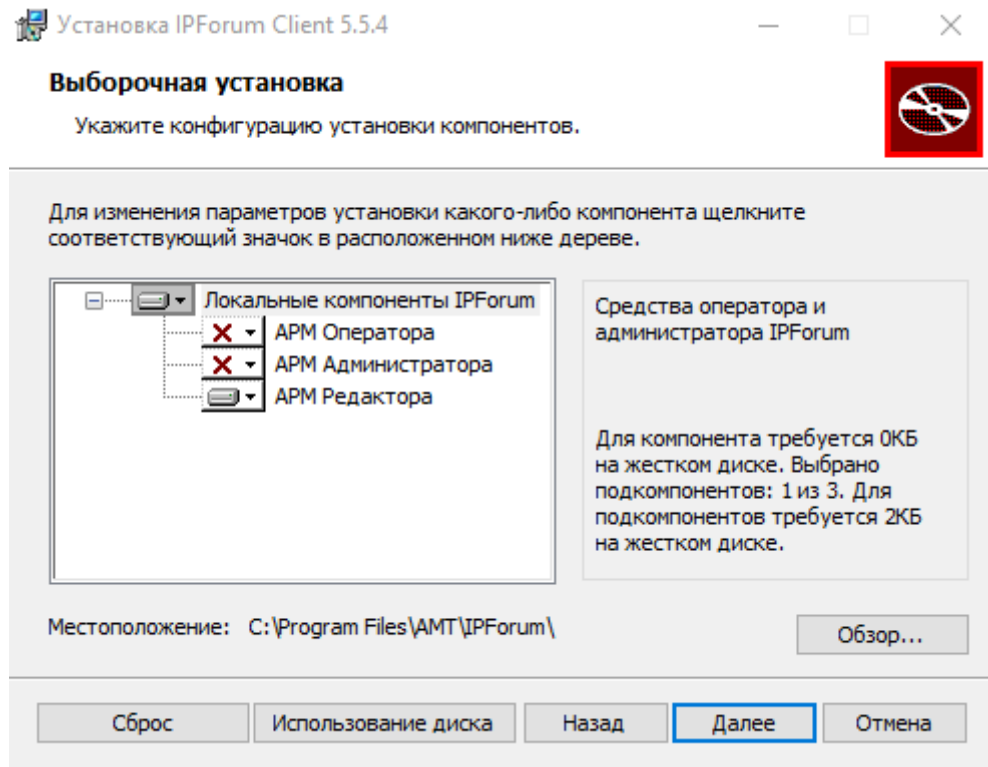 Установка IPForum Client 5.5.4
Выборочная установка
Укажите конфигурацию установки компонентов.
Для изменения параметров установки какого-либо компонента щелкните
соответствующий значок в расположенном ниже дереве.
Локальные компоненты IPForum
АРМ Оператора
АРМ Администратора
АРМ Редактора
Средства оператора и
администратора IPForum
Для компонента требуется 0КБ
на жестком диске. Выбрано
подкомпонентов: 1 из 3. Для
подкомпонентов требуется 2КБ
на жестком диске.
Местоположение: C:\Program Files\AMT\IPForum\
Обзор...
Сброс Использование диска Назад Далее Отмена